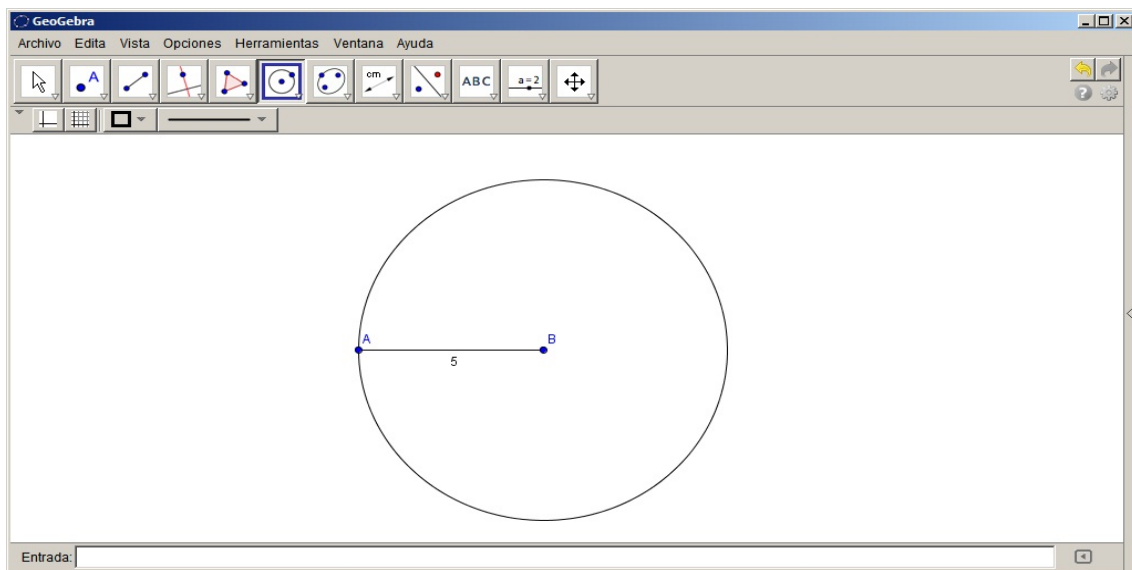 GeoGebra
Archivo Edita Vista Opciones Herramientas Ventana Ayuda
A cm ABC a=2
A B
5
Entrada: